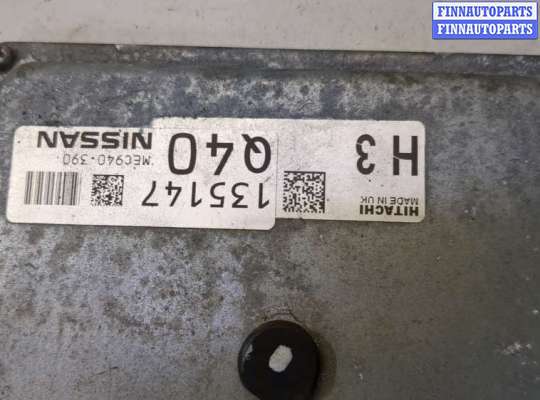 FINNAUTOPARTS
FINNAUTOPARTS
NISSAN
MEC940-390
Q40
135147
H3
HITACHI
MADE IN UK